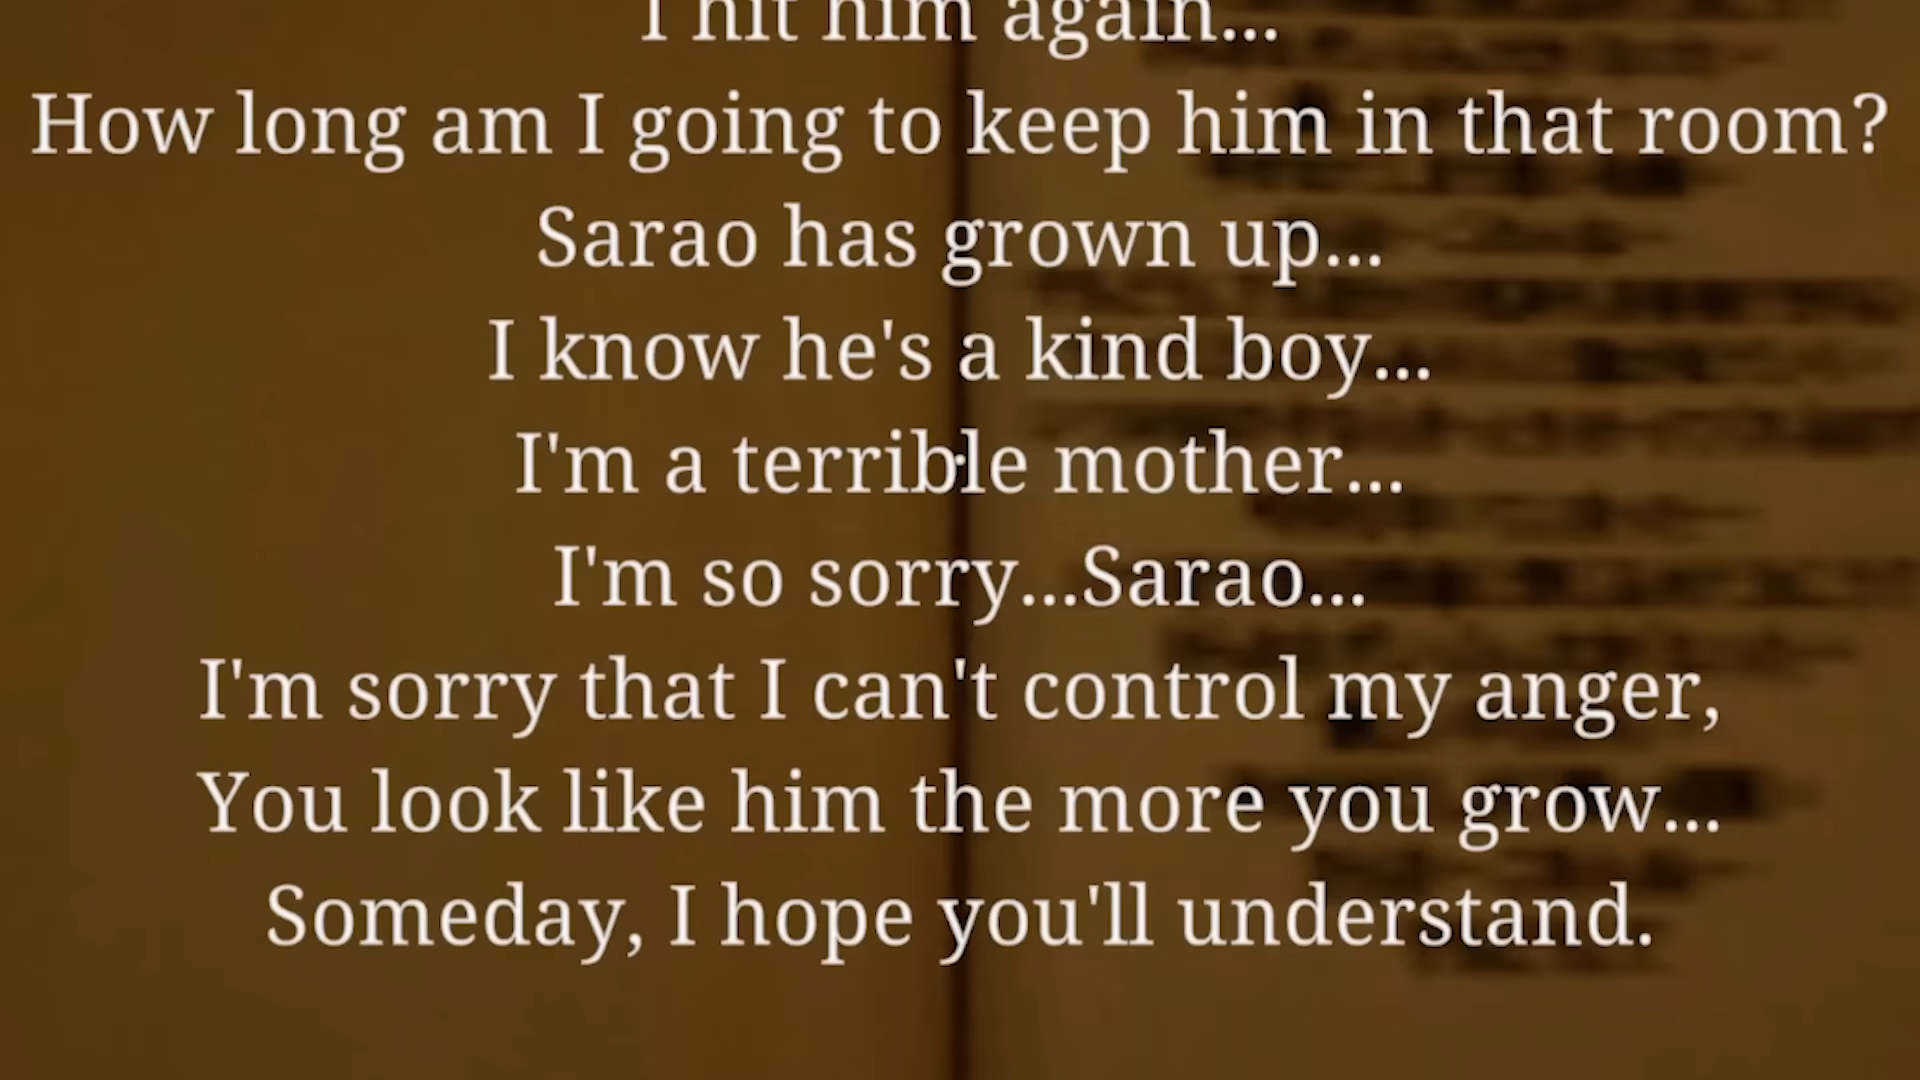 I hit him again...
How long am I going to keep him in that room?
Sarao has grown up...
I know he's a kind boy...
I'm a terrible mother...
I'm so sorry...Sarao...
I'm sorry that I can't control my anger,
You look like him the more you grow...
Someday, I hope you'll understand.